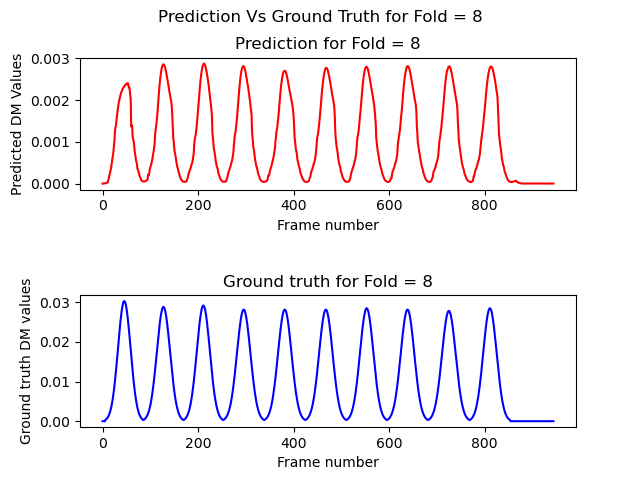 Prediction Vs Ground Truth for Fold = 8
Prediction for Fold = 8
Predicted DM Values
0.003
0.002
0.001
0.000
0 200 400 600 800
Frame number
Ground truth for Fold = 8
Ground truth DM values
0.03
0.02
0.01
0.00
0 200 400 600 800
Frame number